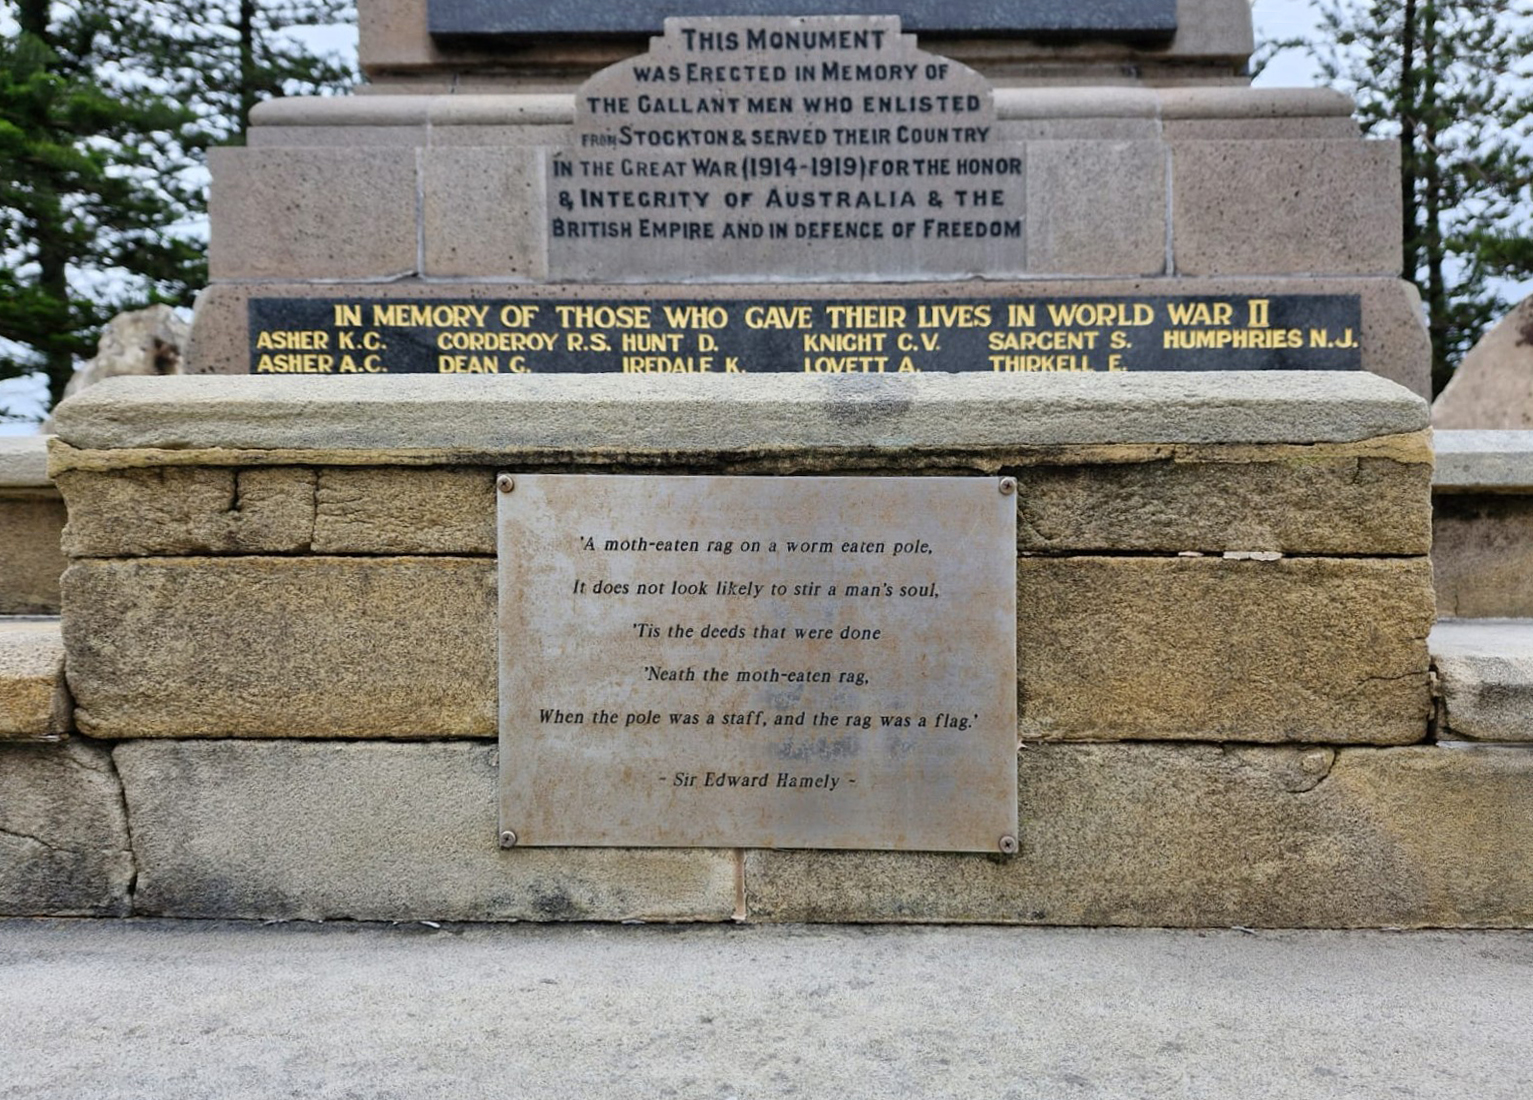 THIS MONUMENT
WAS ERECTED IN MEMORY OF
THE GALLANT MEN WHO ENLISTED
FROM STOCKTON & SERVED THEIR COUNTRY
IN THE GREAT WAR (1914-1919) FOR THE HONOR
& INTEGRITY OF AUSTRALIA & THE
BRITISH EMPIRE AND IN DEFENCE OF FREEDOM
IN MEMORY OF THOSE WHO GAVE THEIR LIVES IN WORLD WAR II
ASHER K.C. CORDEROY R.S. HUNT D. KNIGHT C.V. SARGENT S. HUMPHRIES N.J.
ASHER A.C. DEAN G. IREDALE K. LOVETT A. THIRKELL E.
'A moth-eaten rag on a worm eaten pole,
It does not look likely to stir a man's soul,
'Tis the deeds that were done
'Neath the moth-eaten rag,
When the pole was a staff, and the rag was a flag.'
- Sir Edward Hamely -